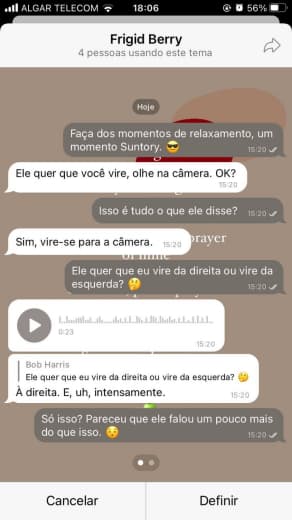 ALGAR TELECOM 18:06 56%
Frigid Berry
4 pessoas usando este tema
Hoje
Faça dos momentos de relaxamento, um
momento Suntory. 😎
15:20
Ele quer que você vire, olhe na câmera. OK?
15:20
Isso é tudo o que ele disse?
15:20
Sim, vire-se para a câmera.
15:20
prayer
Ele quer que eu vire da direita ou vire da
esquerda? 🤔
15:20
0:23
15:20
Bob Harris
Ele quer que eu vire da direita ou vire da esquerda? 🤔
À direita. E, uh, intensamente.
15:20
Só isso? Pareceu que ele falou um pouco mais
do que isso. 😧
15:20
Cancelar
Definir